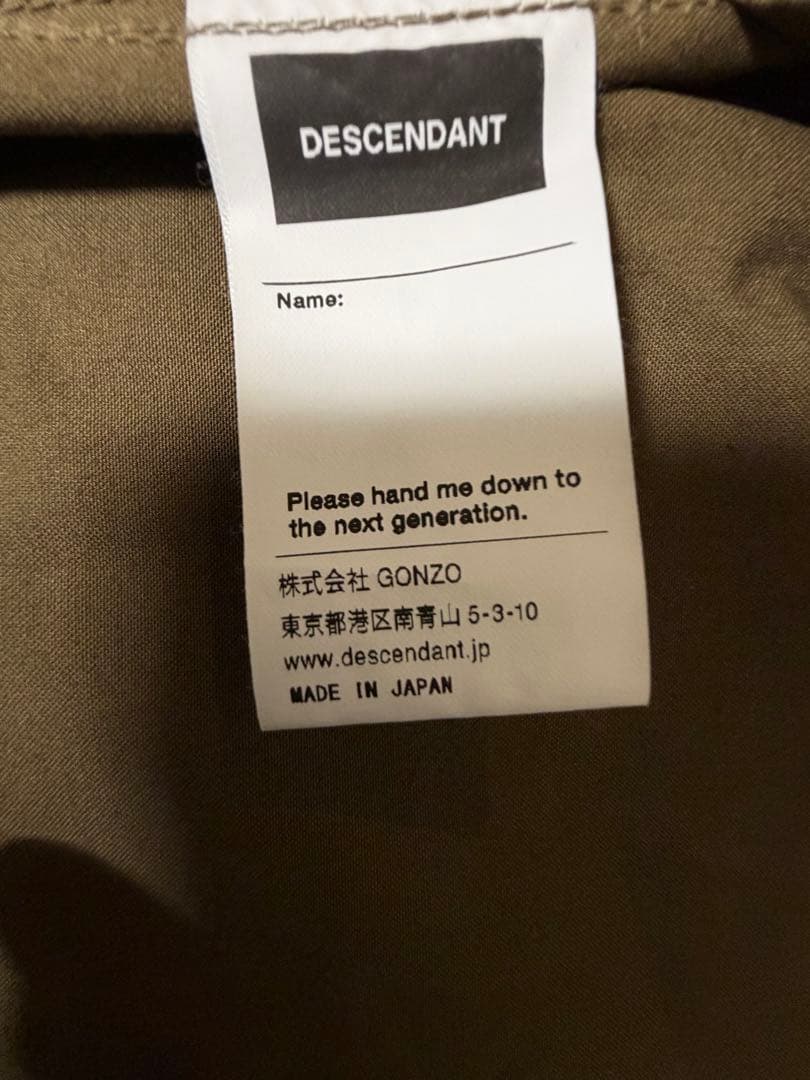 DESCENDANT
Name:
Please hand me down to
the next generation.
株式会社 GONZO
東京都港区南青山 5-3-10
www.descendant.jp
MADE IN JAPAN